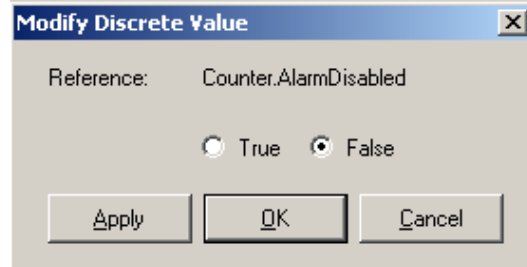 Modify Discrete Value
Reference: Counter.AlarmDisabled
True False
Apply OK Cancel